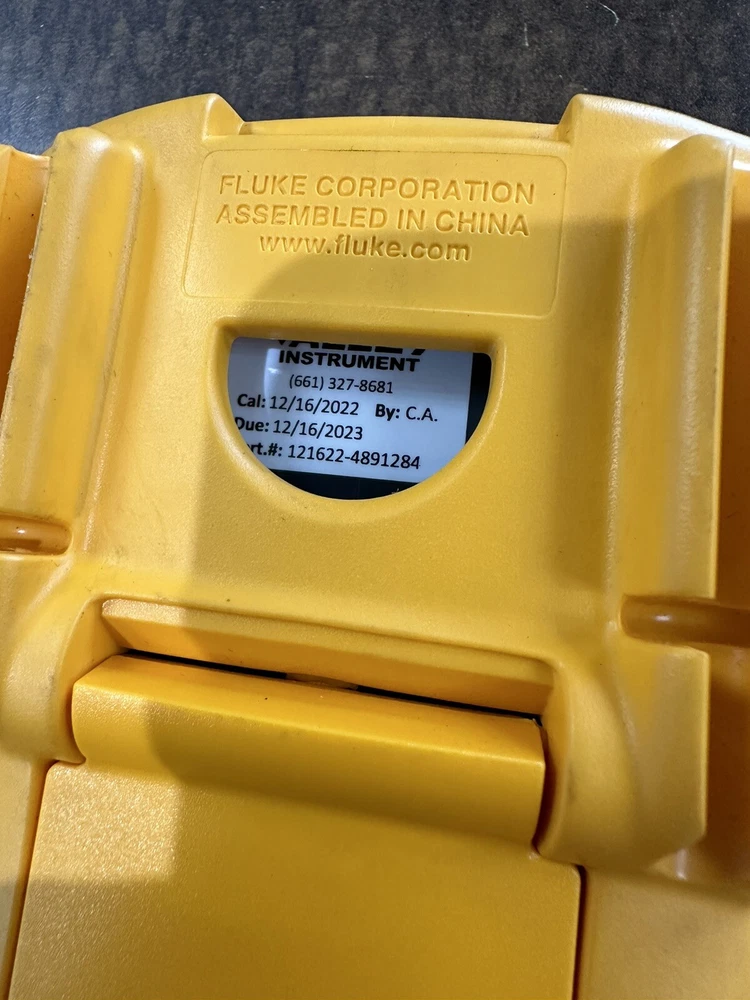 FLUKE CORPORATION
ASSEMBLED IN CHINA
www.fluke.com
INSTRUMENT
(661) 327-8681
Cal: 12/16/2022 By: C.A.
Due: 12/16/2023
121622-4891284